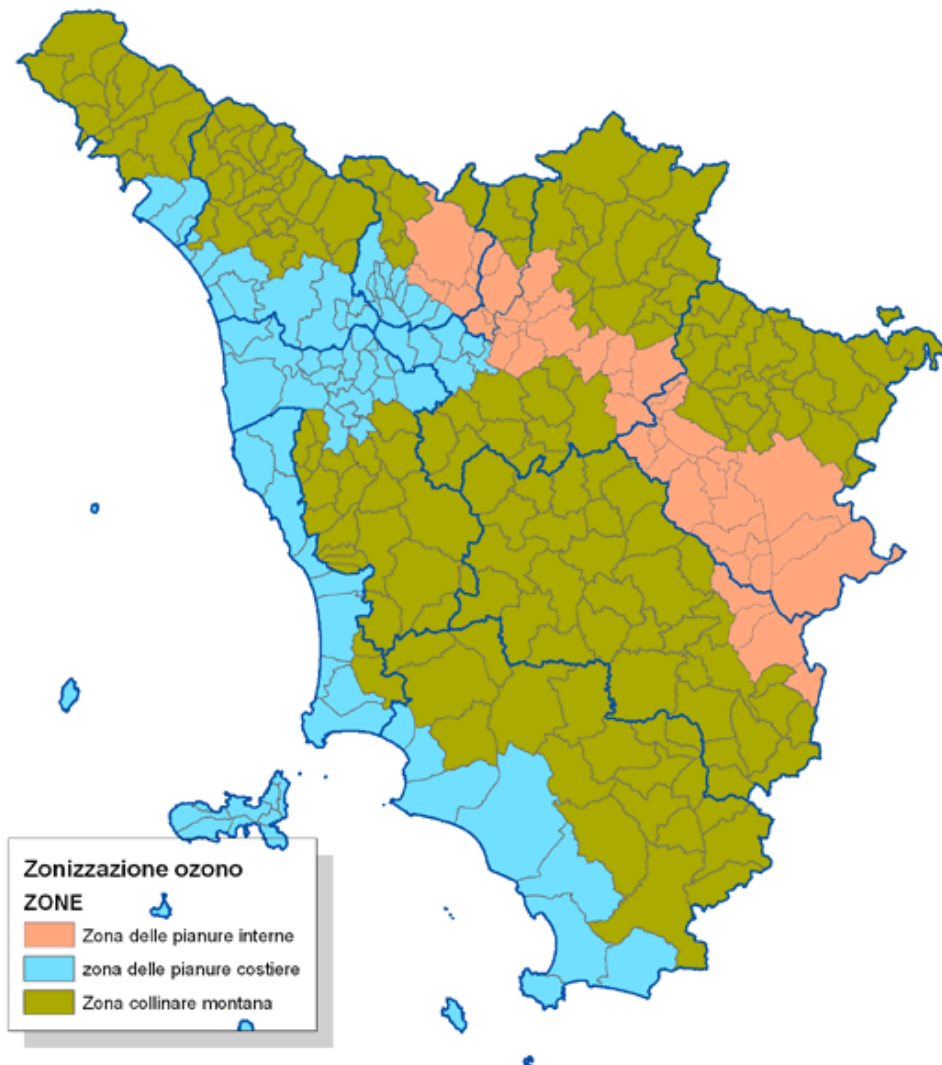 Zonizzazione ozono
ZONE
Zona delle pianure interne
zona delle pianure costiere
Zona collinare montana